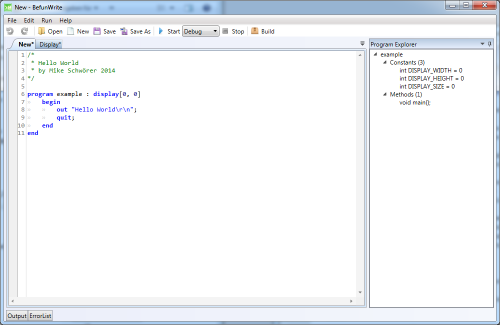 New - BefunWrite
File Edit Run Help
Open New Save Save As Start Debug Stop Build
New* Display*
1 /*
2 * Hello World
3 * by Mike Schwörer 2014
4 */
5
6 program example : display[0, 0]
7 begin
8 out "Hello World\r\n";
9 quit;
10 end
11 end
Program Explorer
example
Constants (3)
int DISPLAY_WIDTH = 0
int DISPLAY_HEIGHT = 0
int DISPLAY_SIZE = 0
Methods (1)
void main();
Output ErrorList